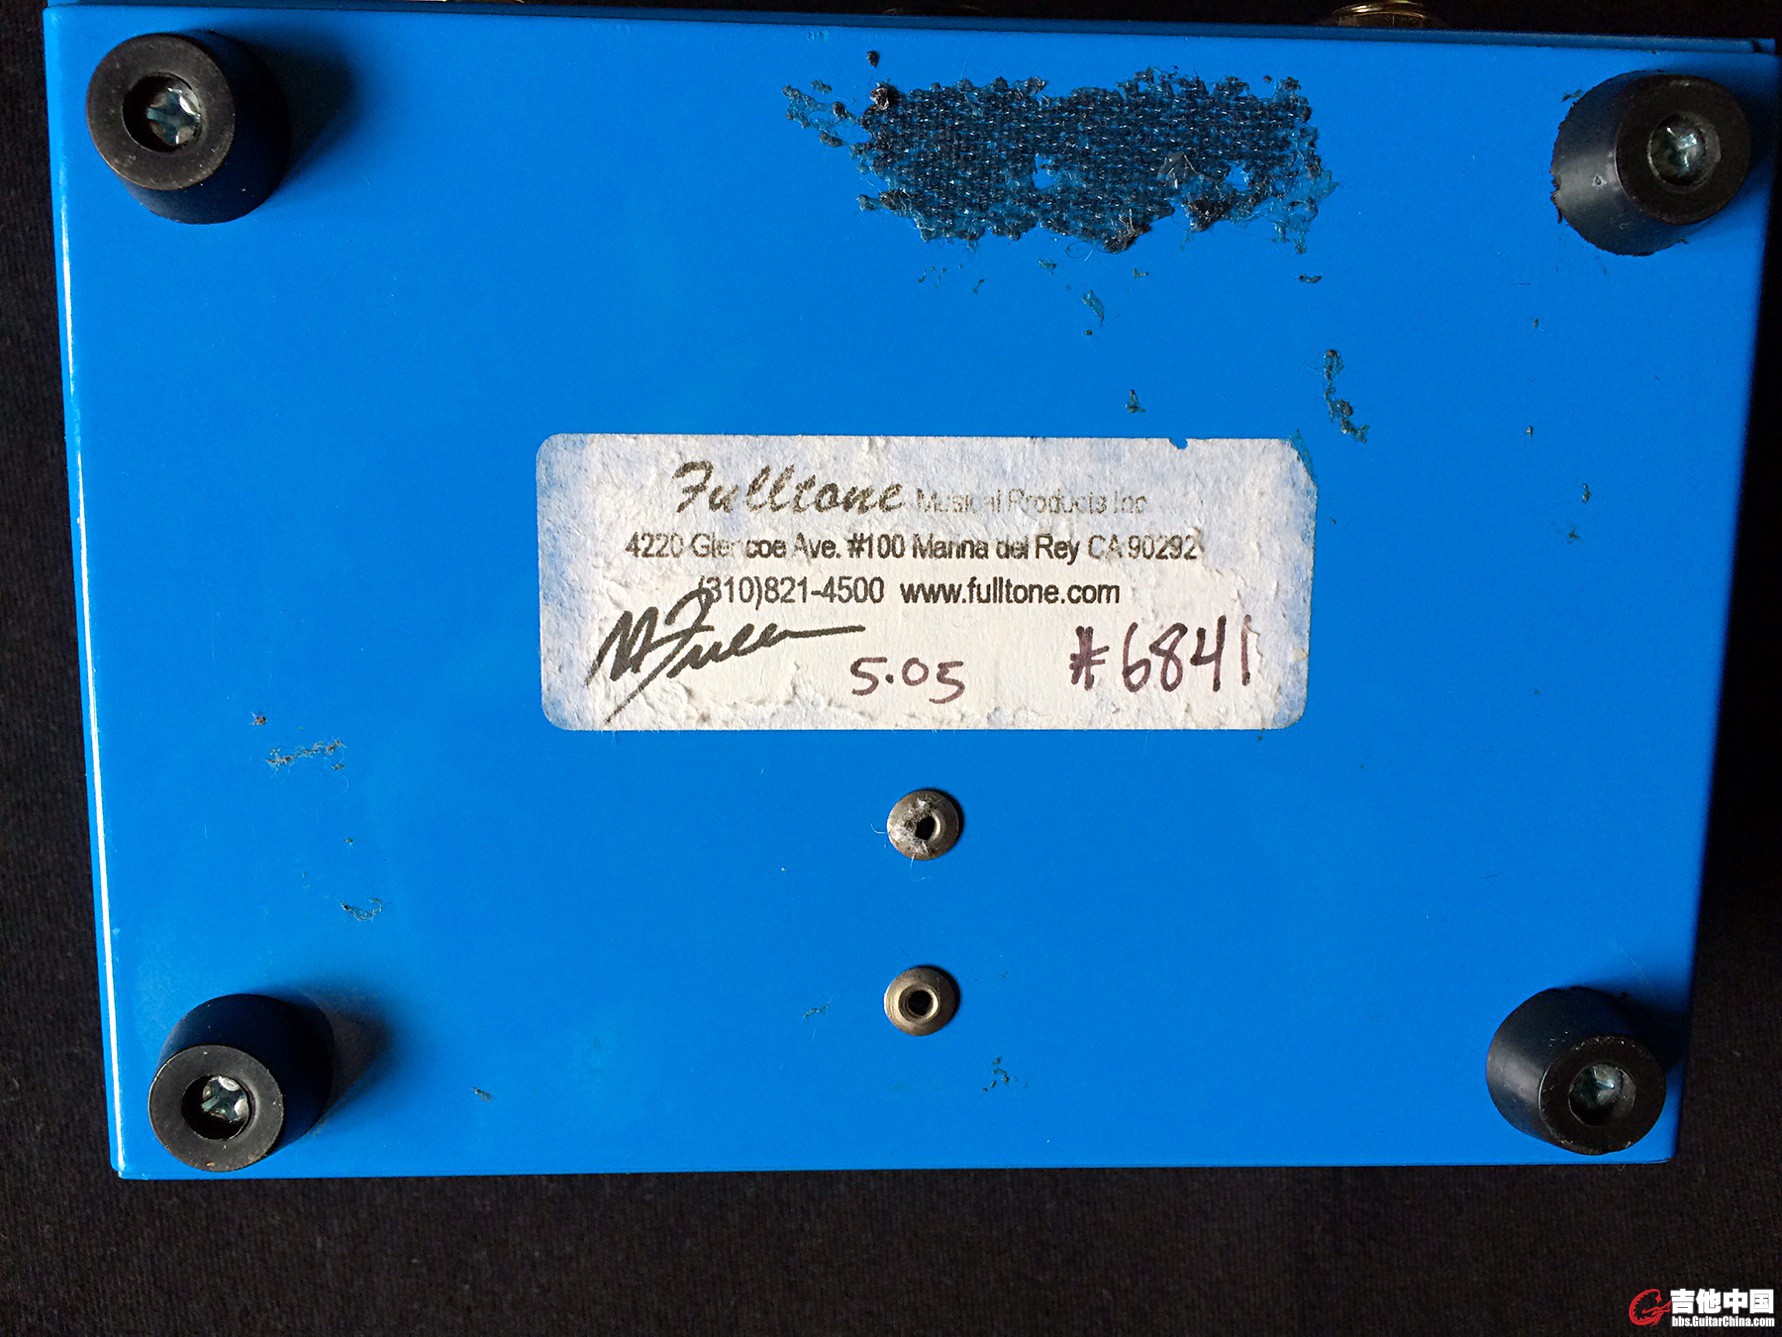 Fulltone Musical Products Inc
4220 Glencoe Ave. #100 Marina del Rey CA 90292
(310)821-4500 www.fulltone.com
M Fuller
5.05 #6841
吉他中国
bbs.GuitarChina.com